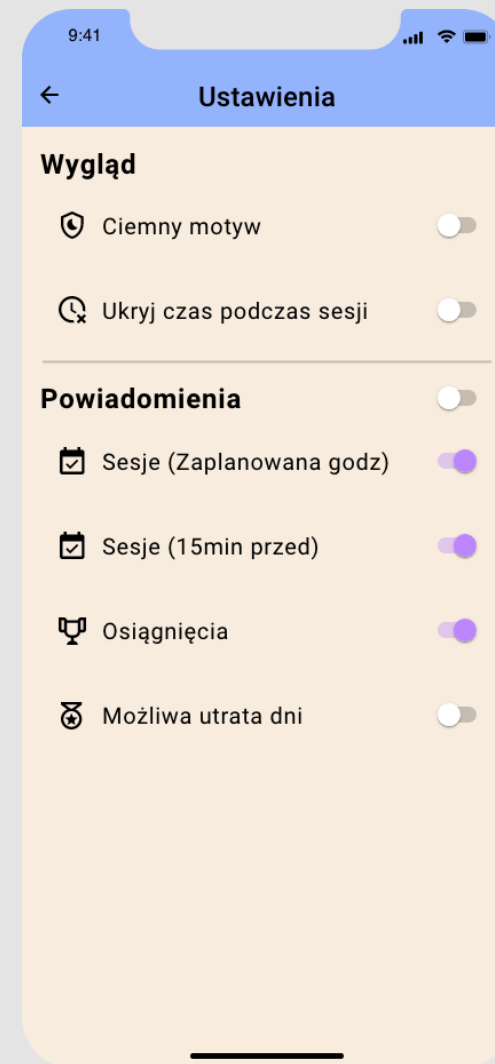 9:41
Ustawienia
Wygląd
Ciemny motyw
Ukryj czas podczas sesji
Powiadomienia
Sesje (Zaplanowana godz)
Sesje (15min przed)
Osiągnięcia
Możliwa utrata dni